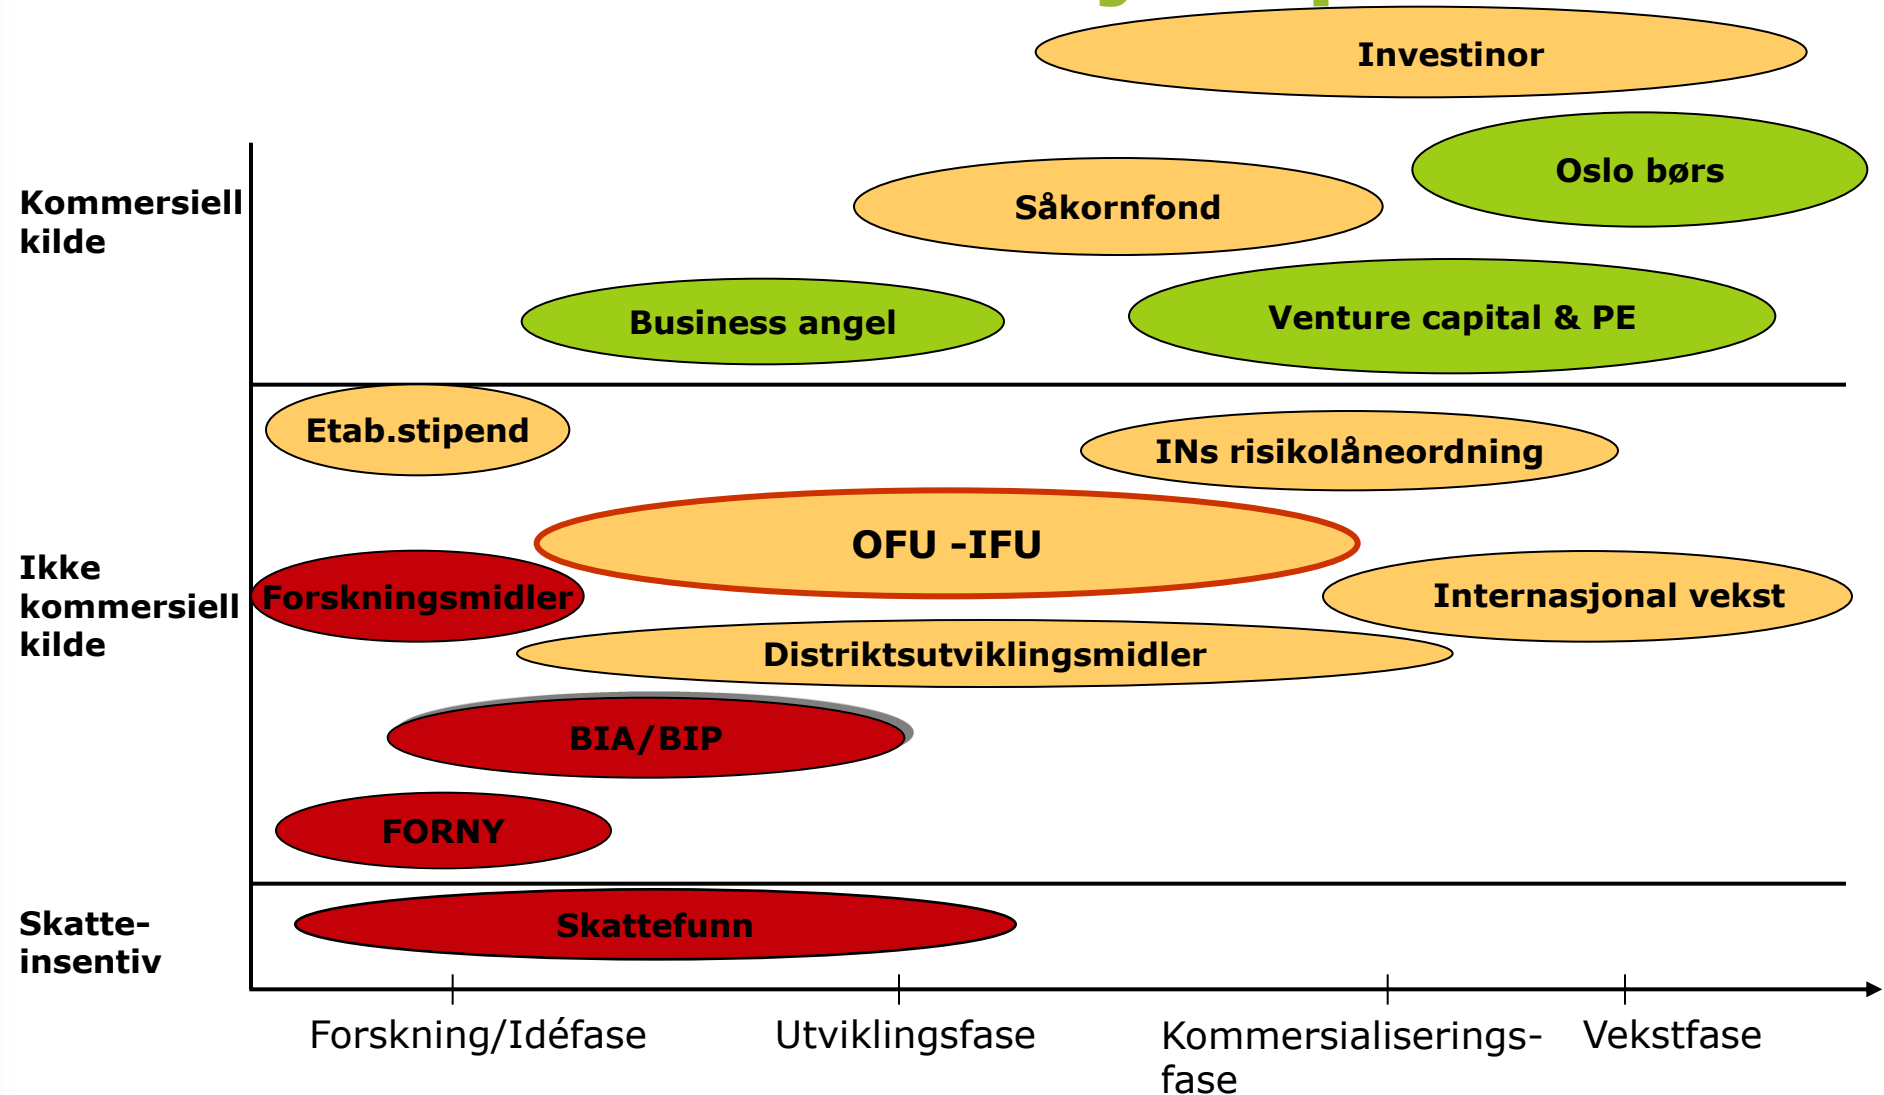 Investinor
Oslo børs
Kommersiell
kilde
Såkornfond
Business angel
Venture capital & PE
Etab.stipend
INs risikolåneordning
OFU -IFU
Ikke
kommersiell
kilde
Forskningsmidler
Internasjonal vekst
Distriktsutviklingsmidler
BIA/BIP
FORNY
Skatte-
insentiv
Skattefunn
Forskning/Idéfase
Utviklingsfase
Kommersialiserings-
fase
Vekstfase